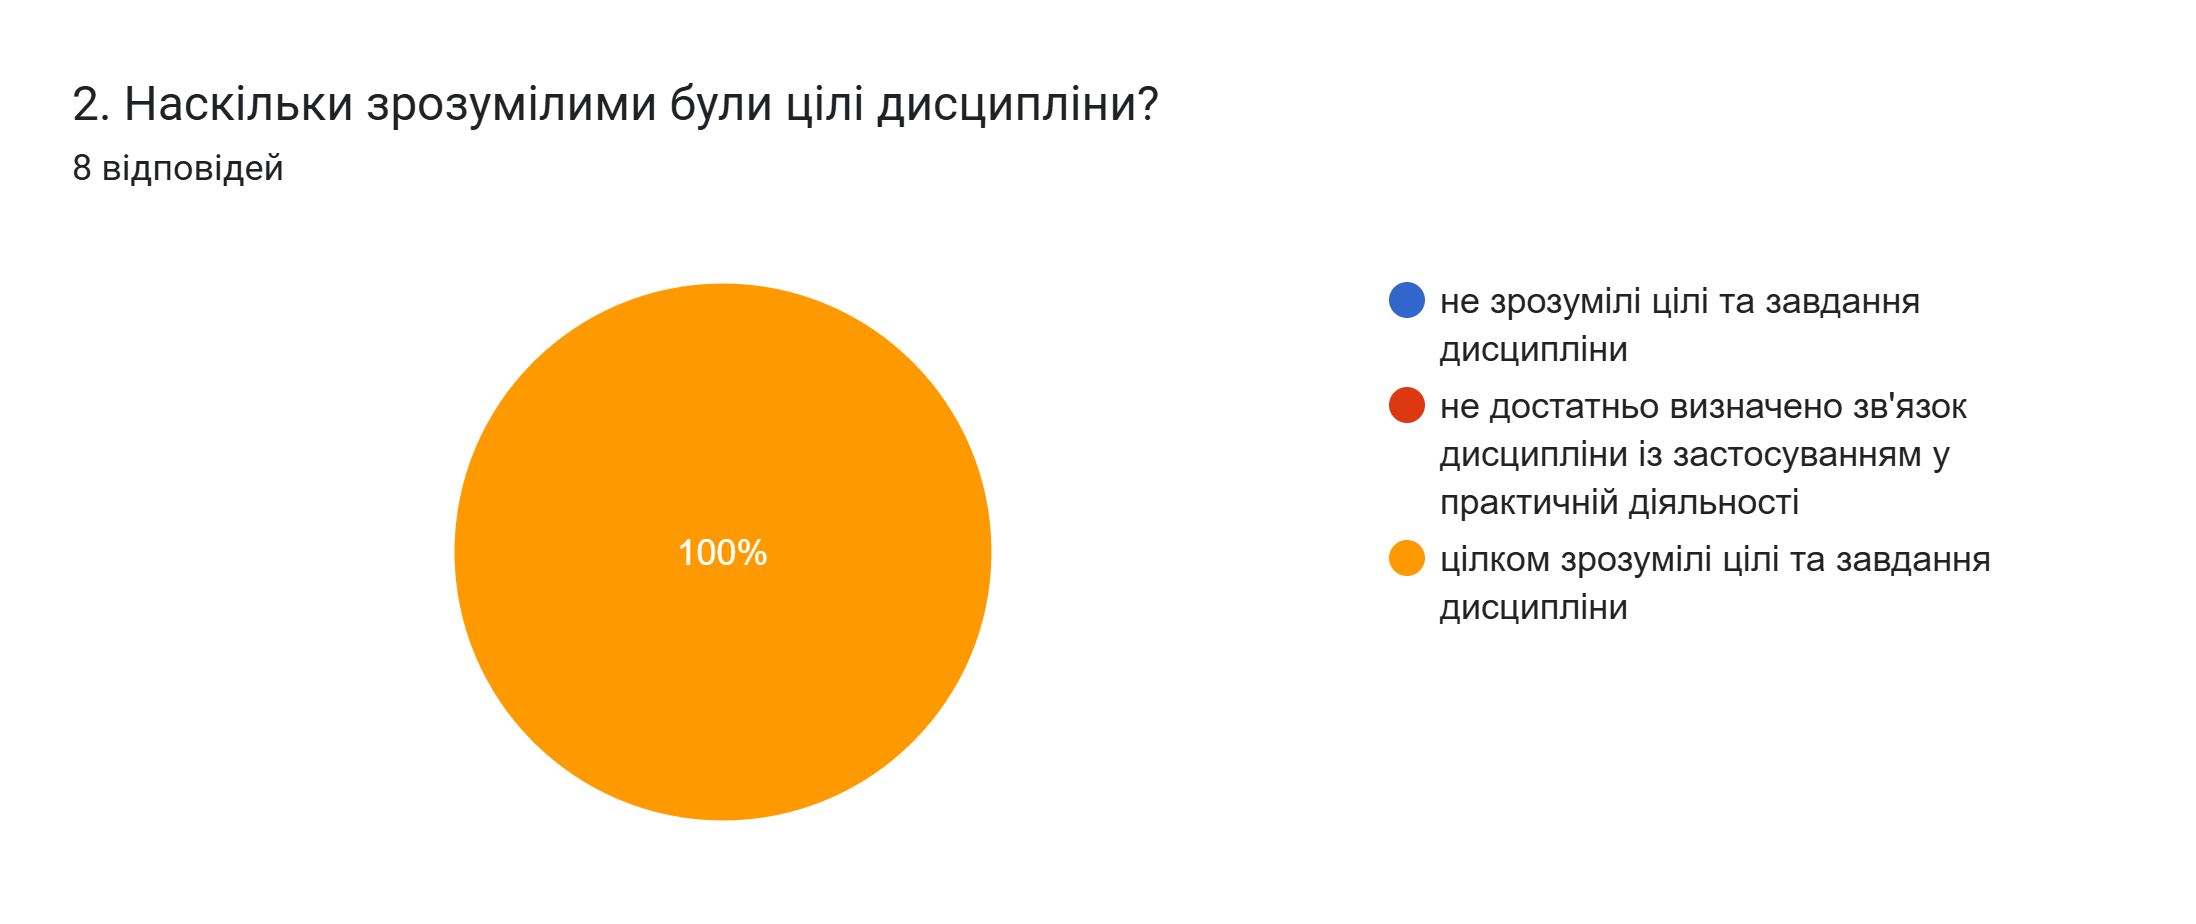 2. Наскільки зрозумілими були цілі дисципліни?
8 відповідей
100%
не зрозумілі цілі та завдання
дисципліни
не достатньо визначено зв'язок
дисципліни із застосуванням у
практичній діяльності
цілком зрозумілі цілі та завдання
дисципліни